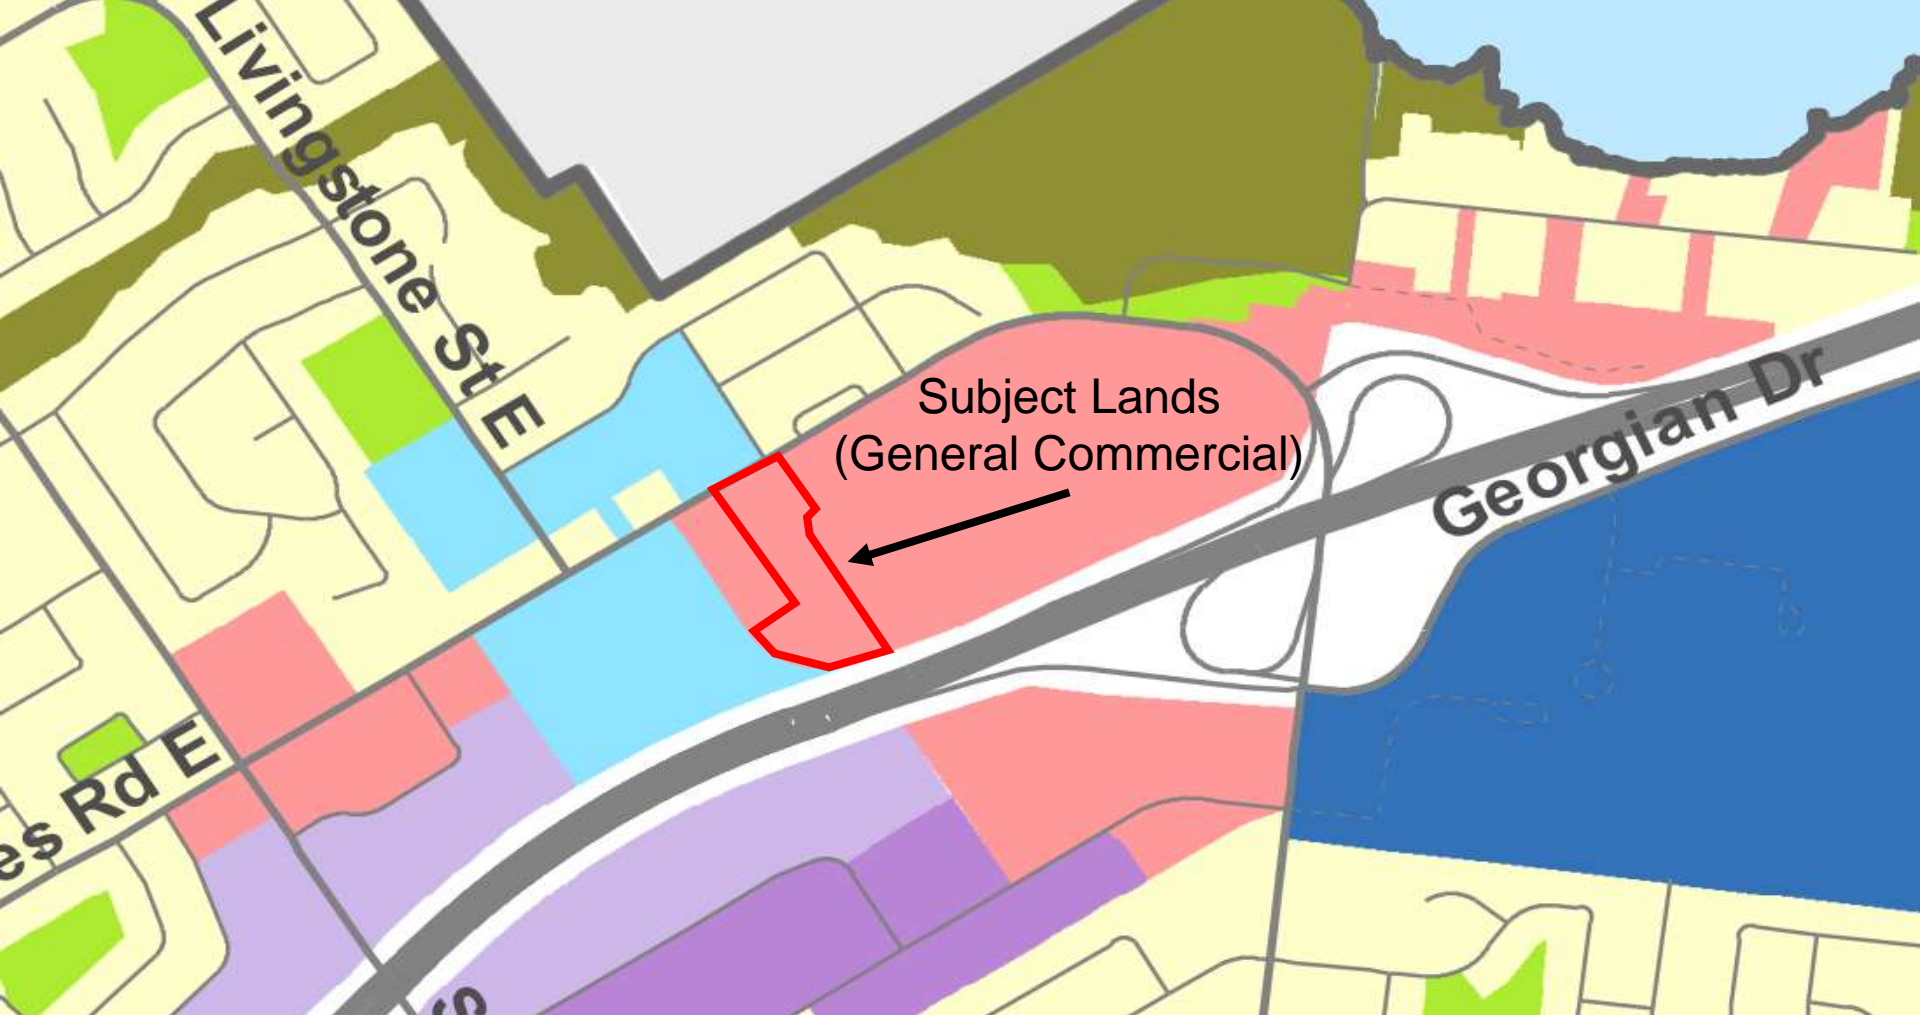 Livingstone St E
Subject Lands
(General Commercial)
Georgian Dr
es Rd E
S